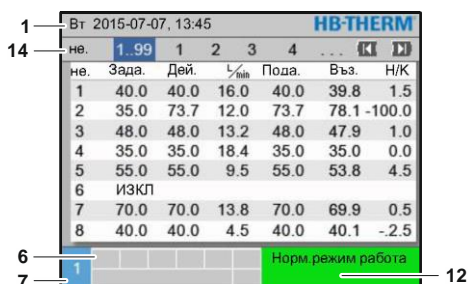 1 Вт 2015-07-07, 13:45 HB-THERM
14 не. 1..99 1 2 3 4 ...
не. Зада. Дей. L/min Пода. Въз. Н/К
1 40.0 40.0 16.0 40.0 39.8 1.5
2 35.0 73.7 12.0 73.7 78.1 -100.0
3 48.0 48.0 13.2 48.0 47.9 1.0
4 35.0 35.0 18.4 35.0 35.0 0.0
5 55.0 55.0 9.5 55.0 53.8 4.5
6 ИЗКЛ
7 70.0 70.0 13.8 70.0 69.9 0.5
8 40.0 40.0 4.5 40.0 40.1 -.2.5
6 Норм.режим работа
7 1 12